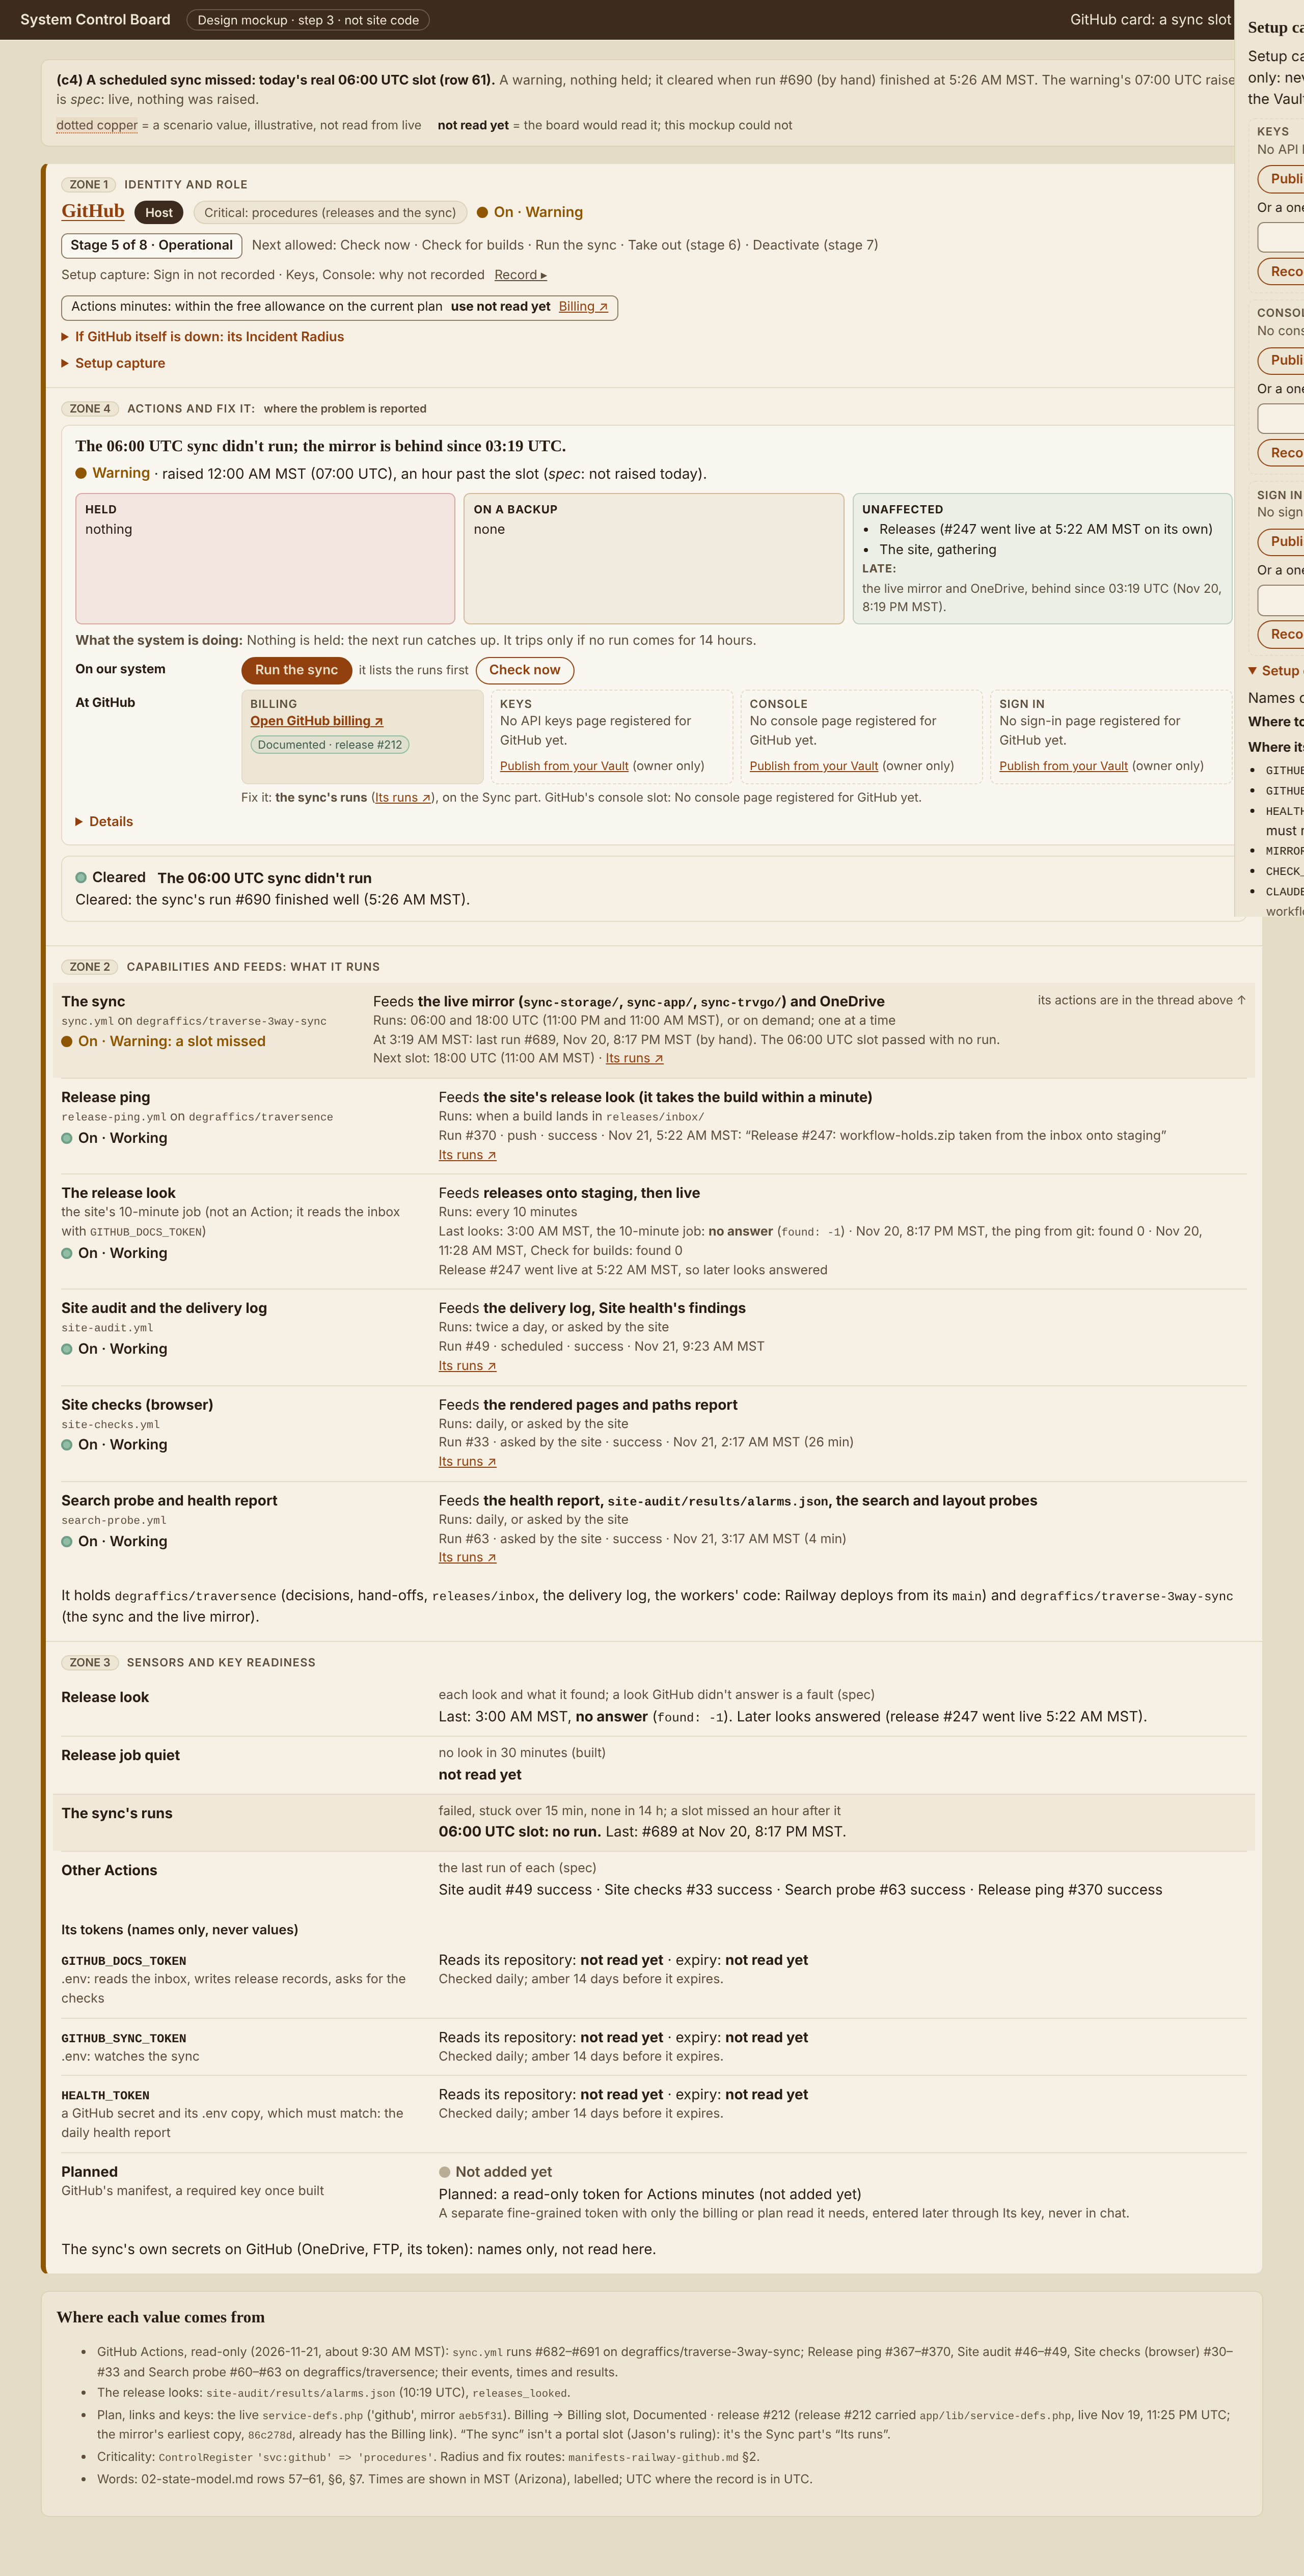 System Control Board
Design mockup · step 3 · not site code
GitHub card: a sync slot
(c4) A scheduled sync missed: today's real 06:00 UTC slot (row 61). A warning, nothing held; it cleared when run #690 (by hand) finished at 5:26 AM MST. The warning's 07:00 UTC raise
is spec: live, nothing was raised.
dotted copper = a scenario value, illustrative, not read from live not read yet = the board would read it; this mockup could not
ZONE 1 IDENTITY AND ROLE
GitHub Host Critical: procedures (releases and the sync) On · Warning
Stage 5 of 8 · Operational Next allowed: Check now · Check for builds · Run the sync · Take out (stage 6) · Deactivate (stage 7)
Setup capture: Sign in not recorded · Keys, Console: why not recorded Record ▸
Actions minutes: within the free allowance on the current plan use not read yet Billing ↗
▶ If GitHub itself is down: its Incident Radius
▶ Setup capture
ZONE 4 ACTIONS AND FIX IT: where the problem is reported
The 06:00 UTC sync didn't run; the mirror is behind since 03:19 UTC.
Warning · raised 12:00 AM MST (07:00 UTC), an hour past the slot (spec: not raised today).
HELD
nothing
ON A BACKUP
none
UNAFFECTED
• Releases (#247 went live at 5:22 AM MST on its own)
• The site, gathering
LATE:
the live mirror and OneDrive, behind since 03:19 UTC (Nov 20,
8:19 PM MST).
What the system is doing: Nothing is held: the next run catches up. It trips only if no run comes for 14 hours.
On our system Run the sync it lists the runs first Check now
At GitHub
BILLING
Open GitHub billing ↗
Documented · release #212
KEYS
No API keys page registered for
GitHub yet.
Publish from your Vault (owner only)
CONSOLE
No console page registered for
GitHub yet.
Publish from your Vault (owner only)
SIGN IN
No sign-in page registered for
GitHub yet.
Publish from your Vault (owner only)
Fix it: the sync's runs (Its runs ↗), on the Sync part. GitHub's console slot: No console page registered for GitHub yet.
▶ Details
Cleared The 06:00 UTC sync didn't run
Cleared: the sync's run #690 finished well (5:26 AM MST).
ZONE 2 CAPABILITIES AND FEEDS: WHAT IT RUNS
The sync
sync.yml on degraffics/traverse-3way-sync
On · Warning: a slot missed
Feeds the live mirror (sync-storage/, sync-app/, sync-trvgo/) and OneDrive
Runs: 06:00 and 18:00 UTC (11:00 PM and 11:00 AM MST), or on demand; one at a time
At 3:19 AM MST: last run #689, Nov 20, 8:17 PM MST (by hand). The 06:00 UTC slot passed with no run.
Next slot: 18:00 UTC (11:00 AM MST) · Its runs ↗
its actions are in the thread above ↑
Release ping
release-ping.yml on degraffics/traversence
On · Working
Feeds the site's release look (it takes the build within a minute)
Runs: when a build lands in releases/inbox/
Run #370 · push · success · Nov 21, 5:22 AM MST: “Release #247: workflow-holds.zip taken from the inbox onto staging”
Its runs ↗
The release look
the site's 10-minute job (not an Action; it reads the inbox
with GITHUB_DOCS_TOKEN)
On · Working
Feeds releases onto staging, then live
Runs: every 10 minutes
Last looks: 3:00 AM MST, the 10-minute job: no answer (found: -1) · Nov 20, 8:17 PM MST, the ping from git: found 0 · Nov 20,
11:28 AM MST, Check for builds: found 0
Release #247 went live at 5:22 AM MST, so later looks answered
Site audit and the delivery log
site-audit.yml
On · Working
Feeds the delivery log, Site health's findings
Runs: twice a day, or asked by the site
Run #49 · scheduled · success · Nov 21, 9:23 AM MST
Its runs ↗
Site checks (browser)
site-checks.yml
On · Working
Feeds the rendered pages and paths report
Runs: daily, or asked by the site
Run #33 · asked by the site · success · Nov 21, 2:17 AM MST (26 min)
Its runs ↗
Search probe and health report
search-probe.yml
On · Working
Feeds the health report, site-audit/results/alarms.json, the search and layout probes
Runs: daily, or asked by the site
Run #63 · asked by the site · success · Nov 21, 3:17 AM MST (4 min)
Its runs ↗
It holds degraffics/traversence (decisions, hand-offs, releases/inbox, the delivery log, the workers' code: Railway deploys from its main) and degraffics/traverse-3way-sync
(the sync and the live mirror).
ZONE 3 SENSORS AND KEY READINESS
Release look
each look and what it found; a look GitHub didn't answer is a fault (spec)
Last: 3:00 AM MST, no answer (found: -1). Later looks answered (release #247 went live 5:22 AM MST).
Release job quiet
no look in 30 minutes (built)
not read yet
The sync's runs
failed, stuck over 15 min, none in 14 h; a slot missed an hour after it
06:00 UTC slot: no run. Last: #689 at Nov 20, 8:17 PM MST.
Other Actions
the last run of each (spec)
Site audit #49 success · Site checks #33 success · Search probe #63 success · Release ping #370 success
Its tokens (names only, never values)
GITHUB_DOCS_TOKEN
.env: reads the inbox, writes release records, asks for the
checks
Reads its repository: not read yet · expiry: not read yet
Checked daily; amber 14 days before it expires.
GITHUB_SYNC_TOKEN
.env: watches the sync
Reads its repository: not read yet · expiry: not read yet
Checked daily; amber 14 days before it expires.
HEALTH_TOKEN
a GitHub secret and its .env copy, which must match: the
daily health report
Reads its repository: not read yet · expiry: not read yet
Checked daily; amber 14 days before it expires.
Planned
GitHub's manifest, a required key once built
Not added yet
Planned: a read-only token for Actions minutes (not added yet)
A separate fine-grained token with only the billing or plan read it needs, entered later through Its key, never in chat.
The sync's own secrets on GitHub (OneDrive, FTP, its token): names only, not read here.
Where each value comes from
• GitHub Actions, read-only (2026-11-21, about 9:30 AM MST): sync.yml runs #682–#691 on degraffics/traverse-3way-sync; Release ping #367–#370, Site audit #46–#49, Site checks (browser) #30–
#33 and Search probe #60–#63 on degraffics/traversence; their events, times and results.
• The release looks: site-audit/results/alarms.json (10:19 UTC), releases_looked.
• Plan, links and keys: the live service-defs.php ('github', mirror aeb5f31). Billing → Billing slot, Documented · release #212 (release #212 carried app/lib/service-defs.php, live Nov 19, 11:25 PM UTC;
the mirror's earliest copy, 86c278d, already has the Billing link). “The sync” isn't a portal slot (Jason's ruling): it's the Sync part's “Its runs”.
• Criticality: ControlRegister 'svc:github' => 'procedures'. Radius and fix routes: manifests-railway-github.md §2.
• Words: 02-state-model.md rows 57–61, §6, §7. Times are shown in MST (Arizona), labelled; UTC where the record is in UTC.
Setup ca
Setup ca
only: nev
the Vault
KEYS
No API k
Publi
Or a one
Reco
CONSOL
No cons
Publi
Or a one
Reco
SIGN IN
No sign
Publi
Or a one
Reco
▼ Setup
Names o
Where to
Where its
• GITHUB
• GITHUB
• HEALTH
must m
• MIRROR
• CHECK_
• CLAUDE
workflo